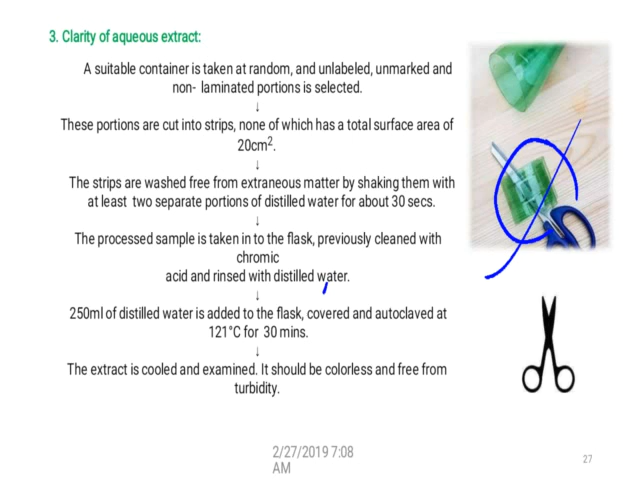 3. Clarity of aqueous extract:
A suitable container is taken at random, and unlabeled, unmarked and
non- laminated portions is selected.
↓
These portions are cut into strips, none of which has a total surface area of
20cm².
↓
The strips are washed free from extraneous matter by shaking them with
at least two separate portions of distilled water for about 30 secs.
↓
The processed sample is taken in to the flask, previously cleaned with
chromic
acid and rinsed with distilled water.
↓
250ml of distilled water is added to the flask, covered and autoclaved at
121°C for 30 mins.
↓
The extract is cooled and examined. It should be colorless and free from
turbidity.
2/27/2019 7:08
AM
27